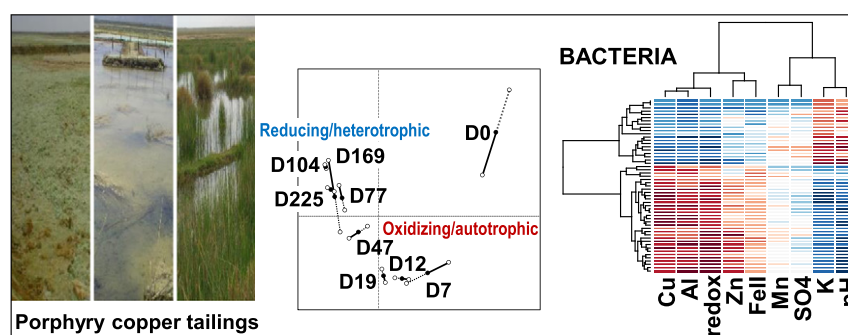 Porphyry copper tailings
Reducing/heterotrophic
D0
D104
D169
D225
D77
Oxidizing/autotrophic
D47
D12
D19
D7
BACTERIA
Cu
Al
redox
Zn
FeII
Mn
SO4
K
pH